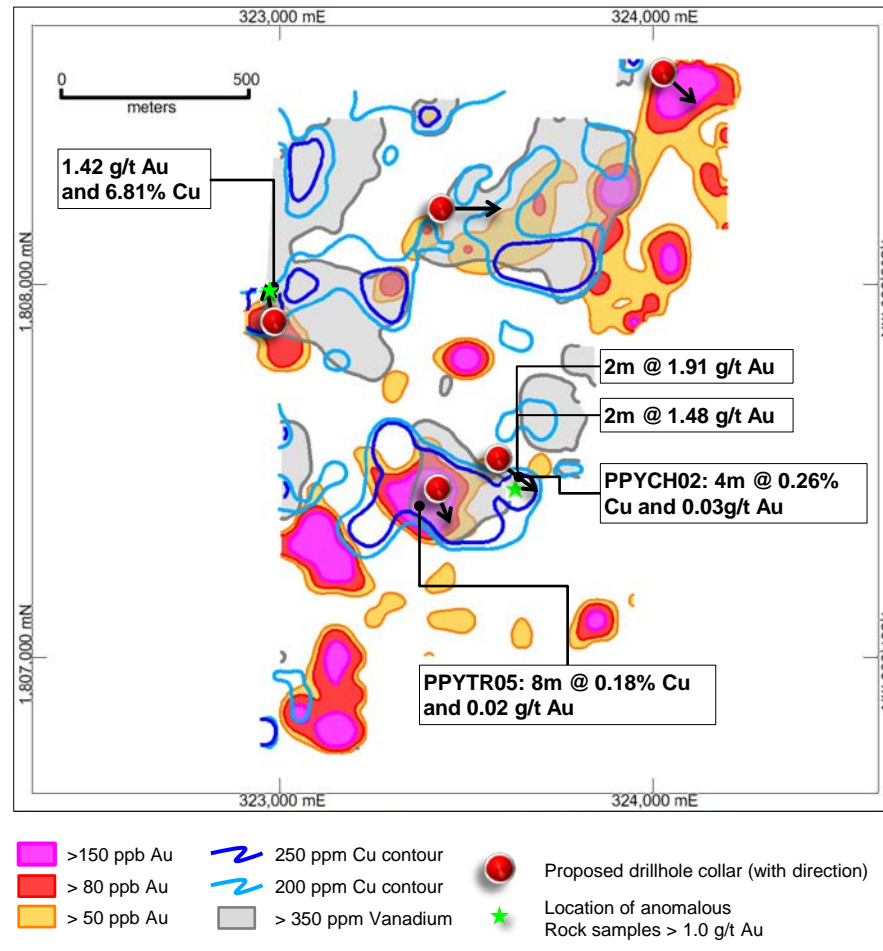 323,000 mE
324,000 mE
0
500
meters
1.42 g/t Au
and 6.81% Cu
1,808,000 mN
2m @ 1.91 g/t Au
2m @ 1.48 g/t Au
PPYCH02: 4m @ 0.26%
Cu and 0.03g/t Au
1,807,000 mN
PPYTR05: 8m @ 0.18% Cu
and 0.02 g/t Au
323,000 mE
324,000 mE
>150 ppb Au
> 80 ppb Au
> 50 ppb Au
250 ppm Cu contour
200 ppm Cu contour
> 350 ppm Vanadium
Proposed drillhole collar (with direction)
Location of anomalous
Rock samples > 1.0 g/t Au